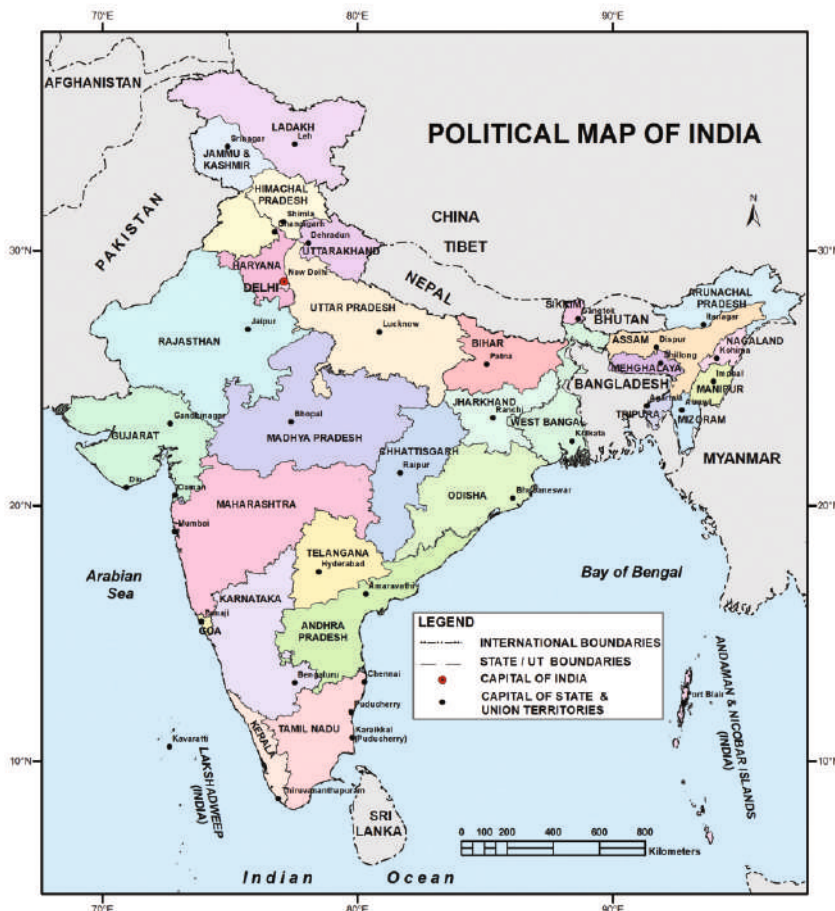 70°E
80°E
90°E
AFGHANISTAN
LADAKH
Leh
Srinagar
JAMMU &
KASHMIR
POLITICAL MAP OF INDIA
HIMACHAL
PRADESH
Shimla
Chandigarh
PAKISTAN
CHINA
TIBET
N
30°N
30°N
Dehradun
UTTARAKHAND
HARYANA
New Delhi
DELHI
NEPAL
UTTAR PRADESH
Lucknow
SIKKIM
Gangtok
BHUTAN
ARUNACHAL
PRADESH
Itanagar
RAJASTHAN
Jaipur
BIHAR
Patna
ASSAM
Dispur
NAGALAND
Kohima
Shillong
MEHGHALAYA
Imphal
MANIPUR
BANGLADESH
Agartala
Aizawl
TRIPURA
MIZORAM
JHARKHAND
Ranchi
WEST BANGAL
Kolkata
Gandhinagar
GUJARAT
Bhopal
MADHYA PRADESH
CHHATTISGARH
Raipur
MYANMAR
Diu
Daman
MAHARASHTRA
Mumbai
ODISHA
Bhubaneswar
20°N
20°N
TELANGANA
Hyderabad
Amaravathy
Arabian
Sea
Bay of Bengal
KARNATAKA
Panaji
GOA
ANDHRA
PRADESH
Bengaluru
Chennai
LEGEND
INTERNATIONAL BOUNDARIES
STATE / UT BOUNDARIES
CAPITAL OF INDIA
CAPITAL OF STATE &
UNION TERRITORIES
Puducherry
TAMIL NADU
Karaikkal
(Puducherry)
KERALA
Kavaratti
LAKSHADWEEP
(INDIA)
Thiruvananthapuram
Port Blair
ANDAMAN & NICOBAR ISLANDS
(INDIA)
10°N
10°N
SRI
LANKA
0 100 200 400 600 800
Kilometers
Indian Ocean
70°E
80°E
90°E